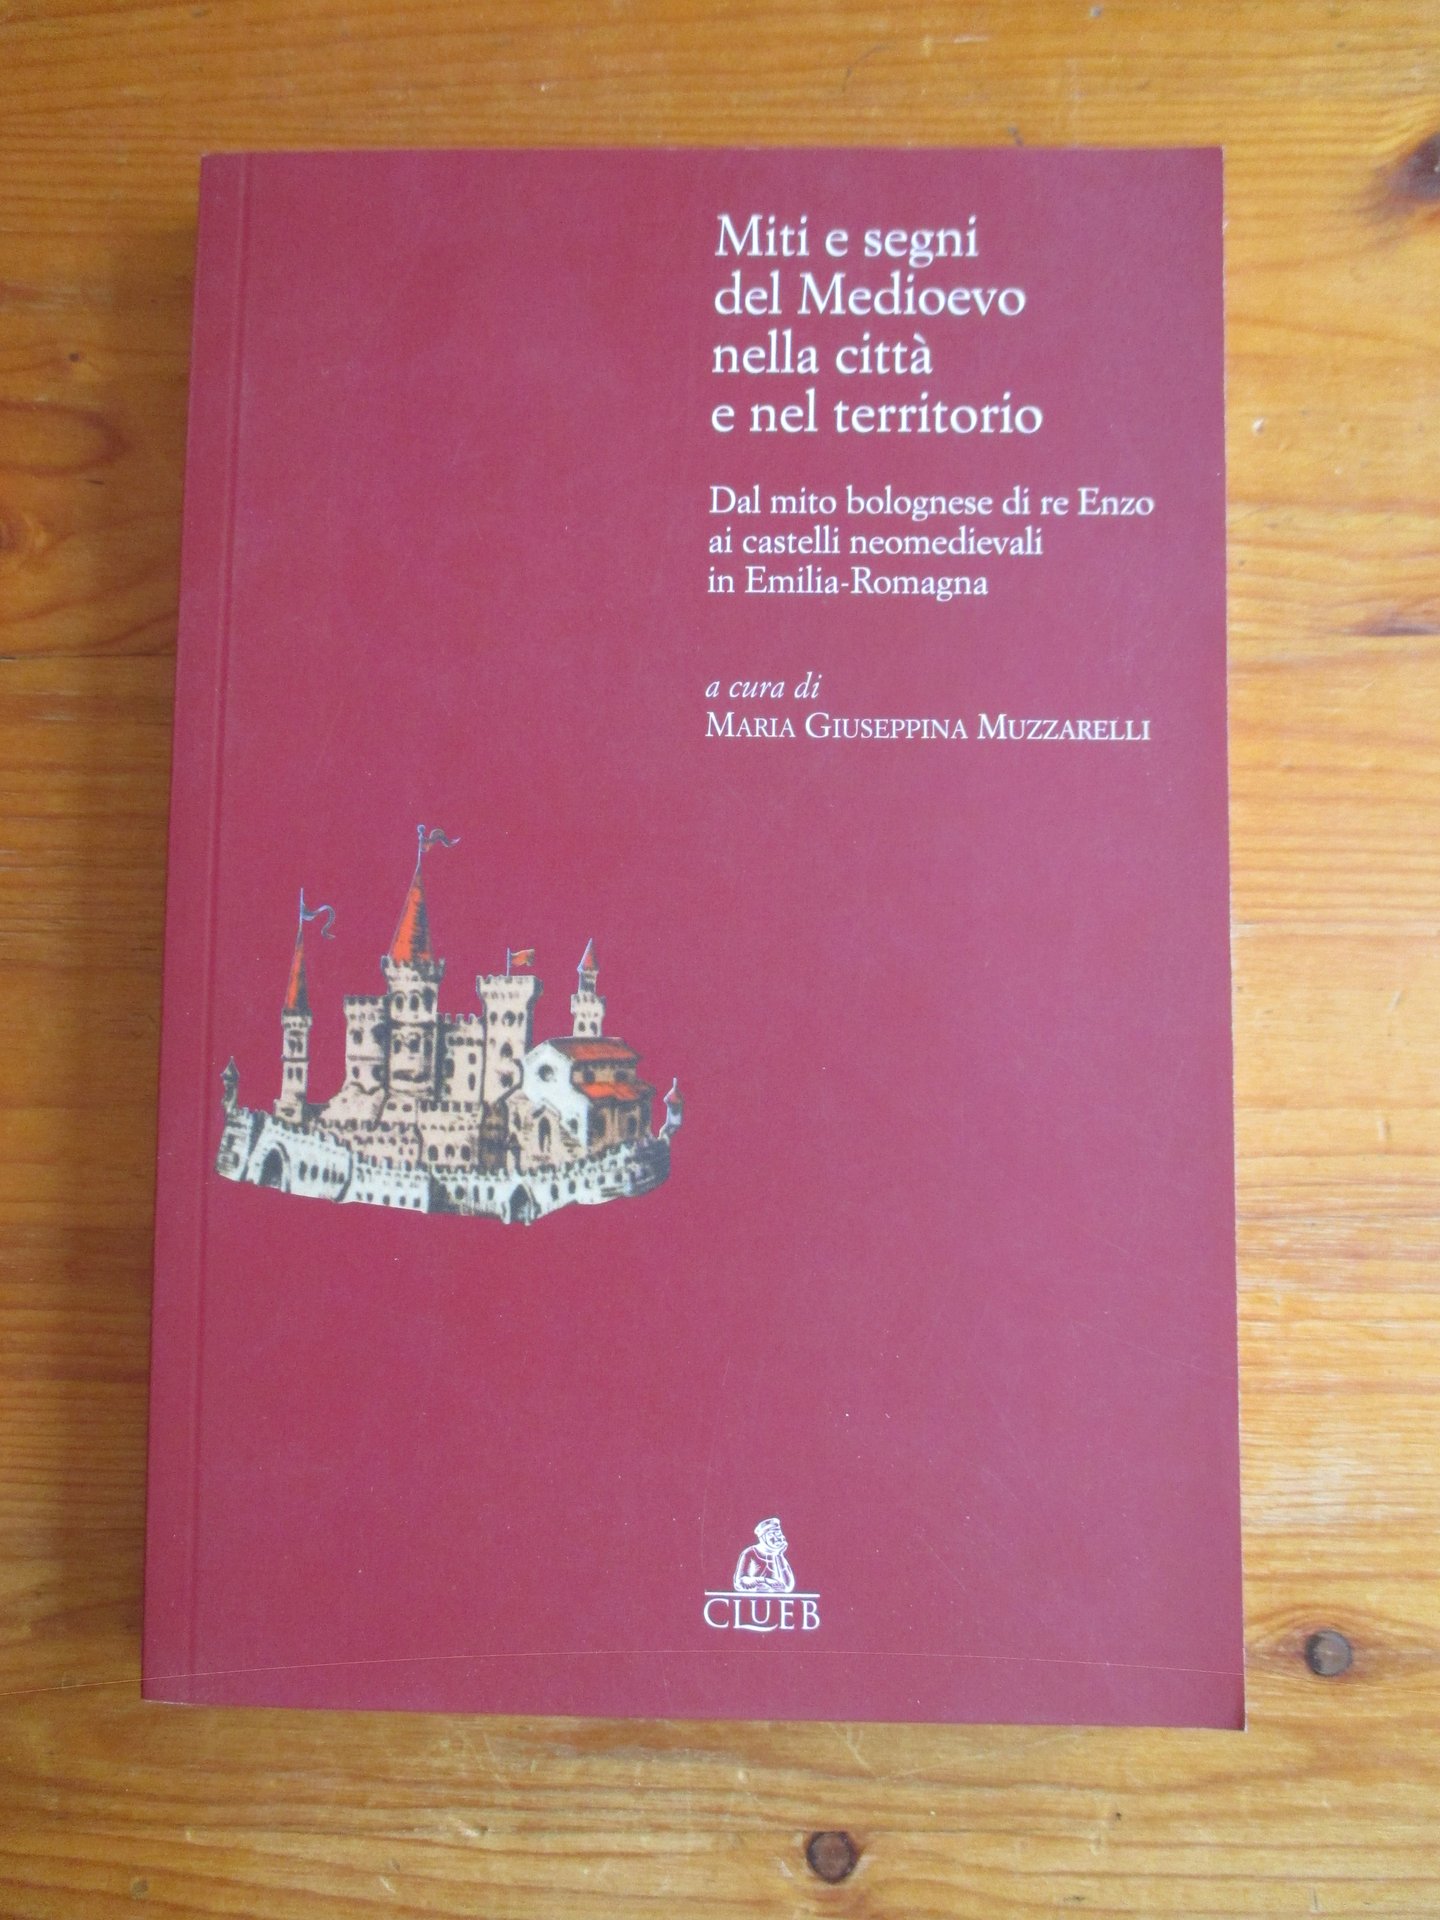 Miti e segni
del Medioevo
nella città
e nel territorio
Dal mito bolognese di re Enzo
ai castelli neomedievali
in Emilia-Romagna
a cura di
MARIA GIUSEPPINA MUZZARELLI
CLUEB